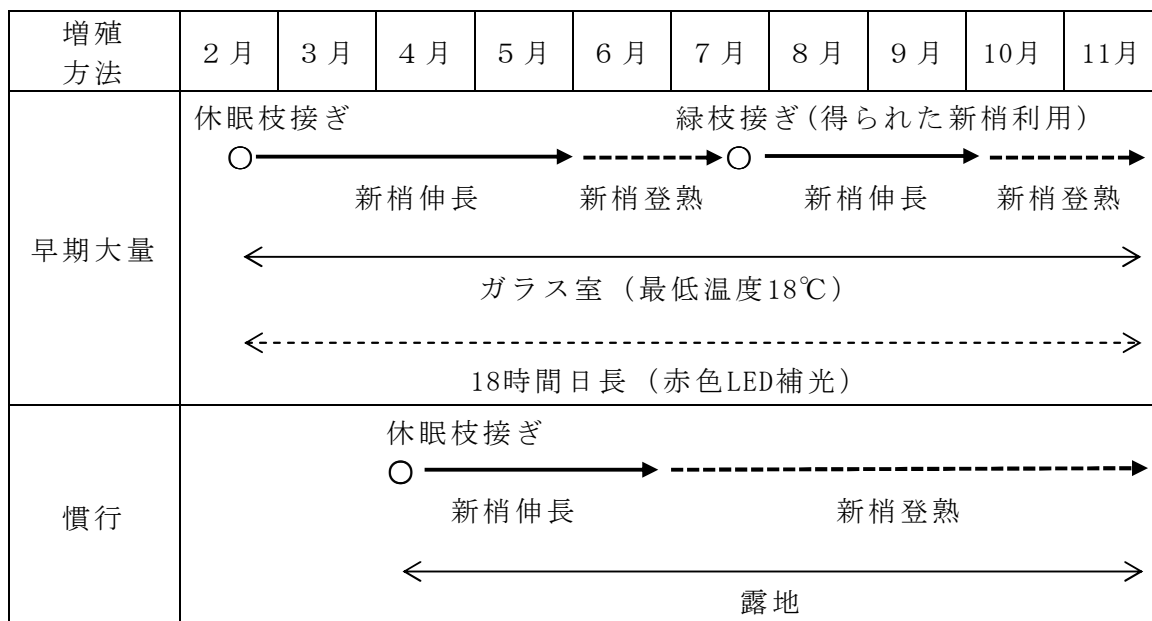 増殖
方法
２月 ３月 ４月 ５月 ６月 ７月 ８月 ９月 10月 11月
早期大量
休眠枝接ぎ 緑枝接ぎ(得られた新梢利用)
新梢伸長 新梢登熟 新梢伸長 新梢登熟
ガラス室（最低温度18℃）
18時間日長（赤色LED補光）
慣行
休眠枝接ぎ
新梢伸長 新梢登熟
露地